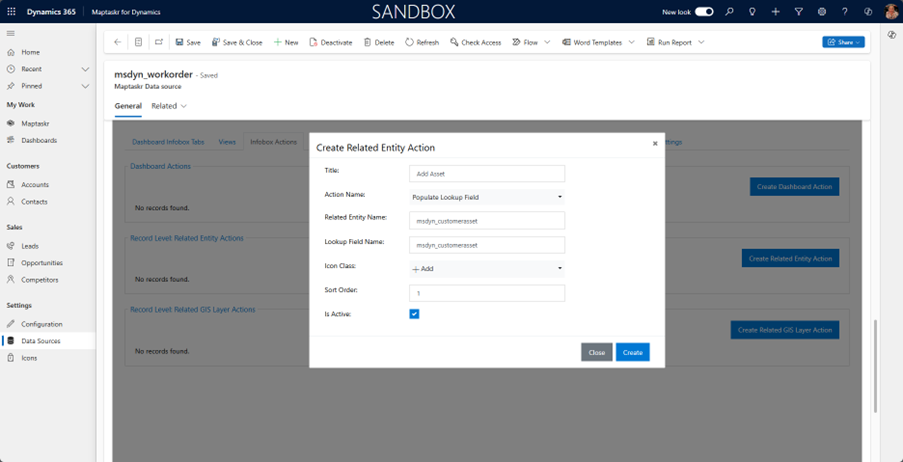 Dynamics 365 Maptaskr for Dynamics SANDBOX New look
Save Save & Close New Deactivate Delete Refresh Check Access Flow Word Templates Run Report Share
Home
Recent
Pinned
My Work
Maptaskr
Dashboards
Customers
Accounts
Contacts
Sales
Leads
Opportunities
Competitors
Settings
Configuration
Data Sources
Icons
msdyn_workorder - Saved
Maptaskr Data source
General Related
Dashboard Infobox Tabs Views Infobox Actions ttings
Dashboard Actions
Create Dashboard Action
No records found.
Record Level Related Entity Actions
Create Related Entity Action
No records found.
Record Level Related GIS Layer Actions
Create Related GIS Layer Action
No records found.
Create Related Entity Action
Title: Add Asset
Action Name: Populate Lookup Field
Related Entity Name: msdyn_customerasset
Lookup Field Name: msdyn_customerasset
Icon Class: + Add
Sort Order: 1
Is Active:
Close Create